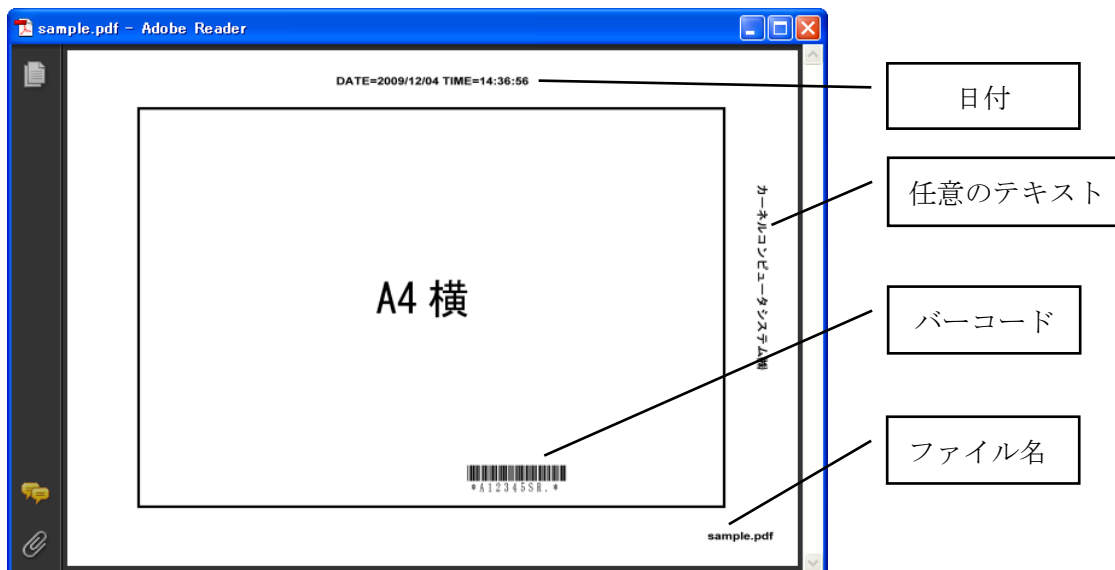 sample.pdf - Adobe Reader
DATE=2009/12/04 TIME=14:36:56
日付
任意のテキスト
カーネルコンピュータシステム㈱
A4 横
バーコード
*A12345SR.*
ファイル名
sample.pdf